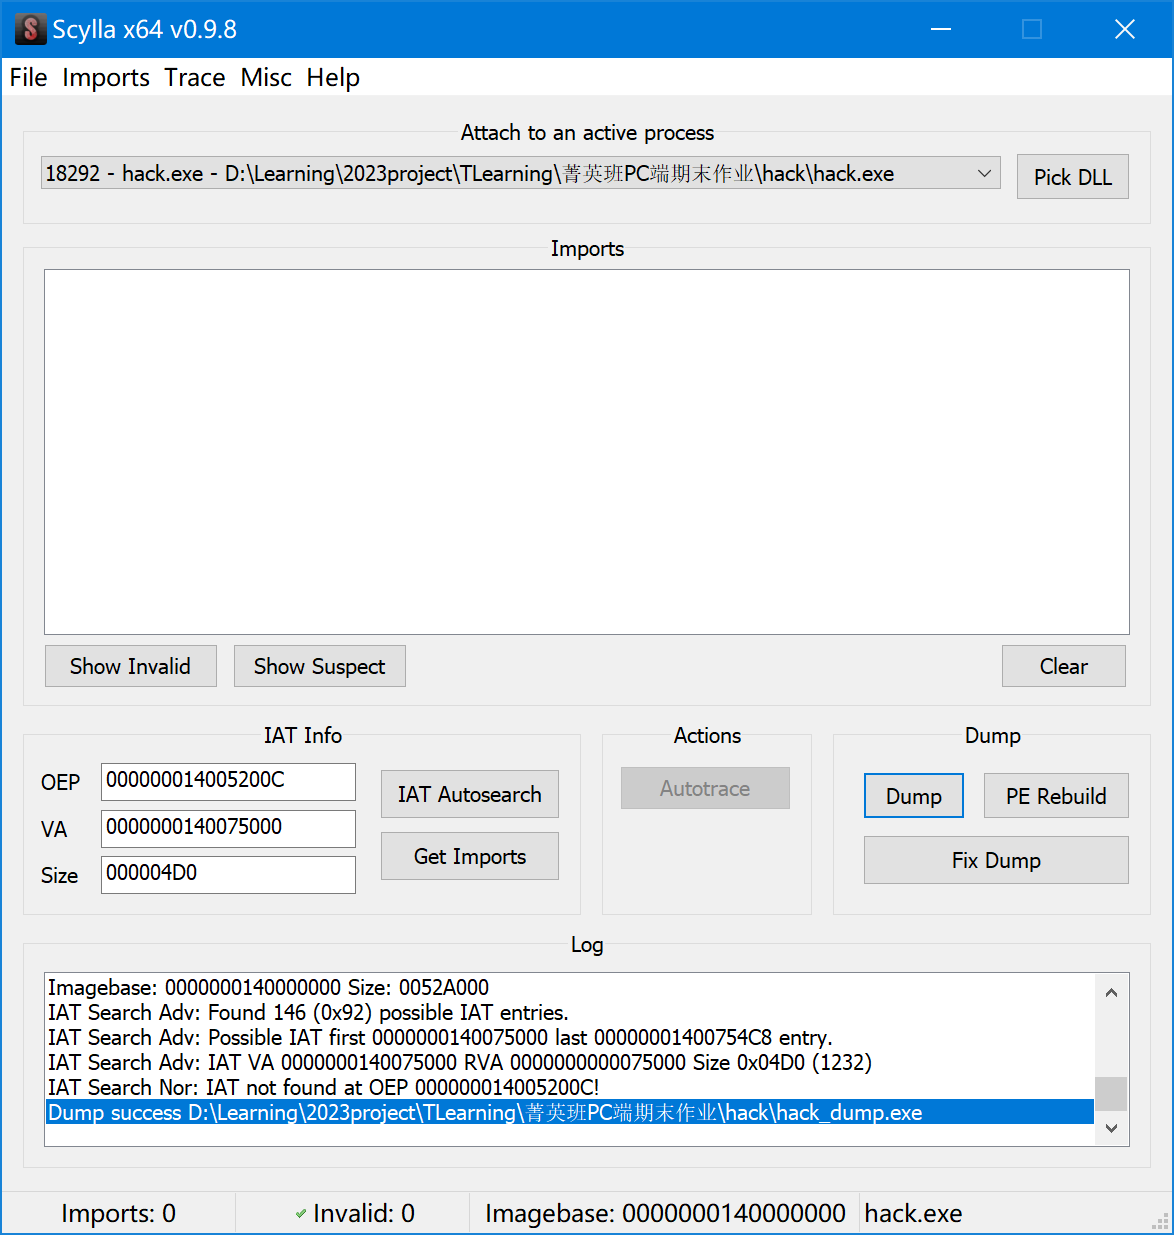 Scylla x64 v0.9.8
File Imports Trace Misc Help
Attach to an active process
18292 - hack.exe - D:\Learning\2023project\TLearning\菁英班PC端期末作业\hack\hack.exe
Pick DLL
Imports
Show Invalid
Show Suspect
Clear
IAT Info
OEP
000000014005200C
VA
0000000140075000
Size
000004D0
IAT Autosearch
Get Imports
Actions
Autotrace
Dump
Dump
PE Rebuild
Fix Dump
Log
Imagebase: 0000000140000000 Size: 0052A000
IAT Search Adv: Found 146 (0x92) possible IAT entries.
IAT Search Adv: Possible IAT first 0000000140075000 last 00000001400754C8 entry.
IAT Search Adv: IAT VA 0000000140075000 RVA 0000000000075000 Size 0x04D0 (1232)
IAT Search Nor: IAT not found at OEP 000000014005200C!
Dump success D:\Learning\2023project\TLearning\菁英班PC端期末作业\hack\hack_dump.exe
Imports: 0
Invalid: 0
Imagebase: 0000000140000000
hack.exe